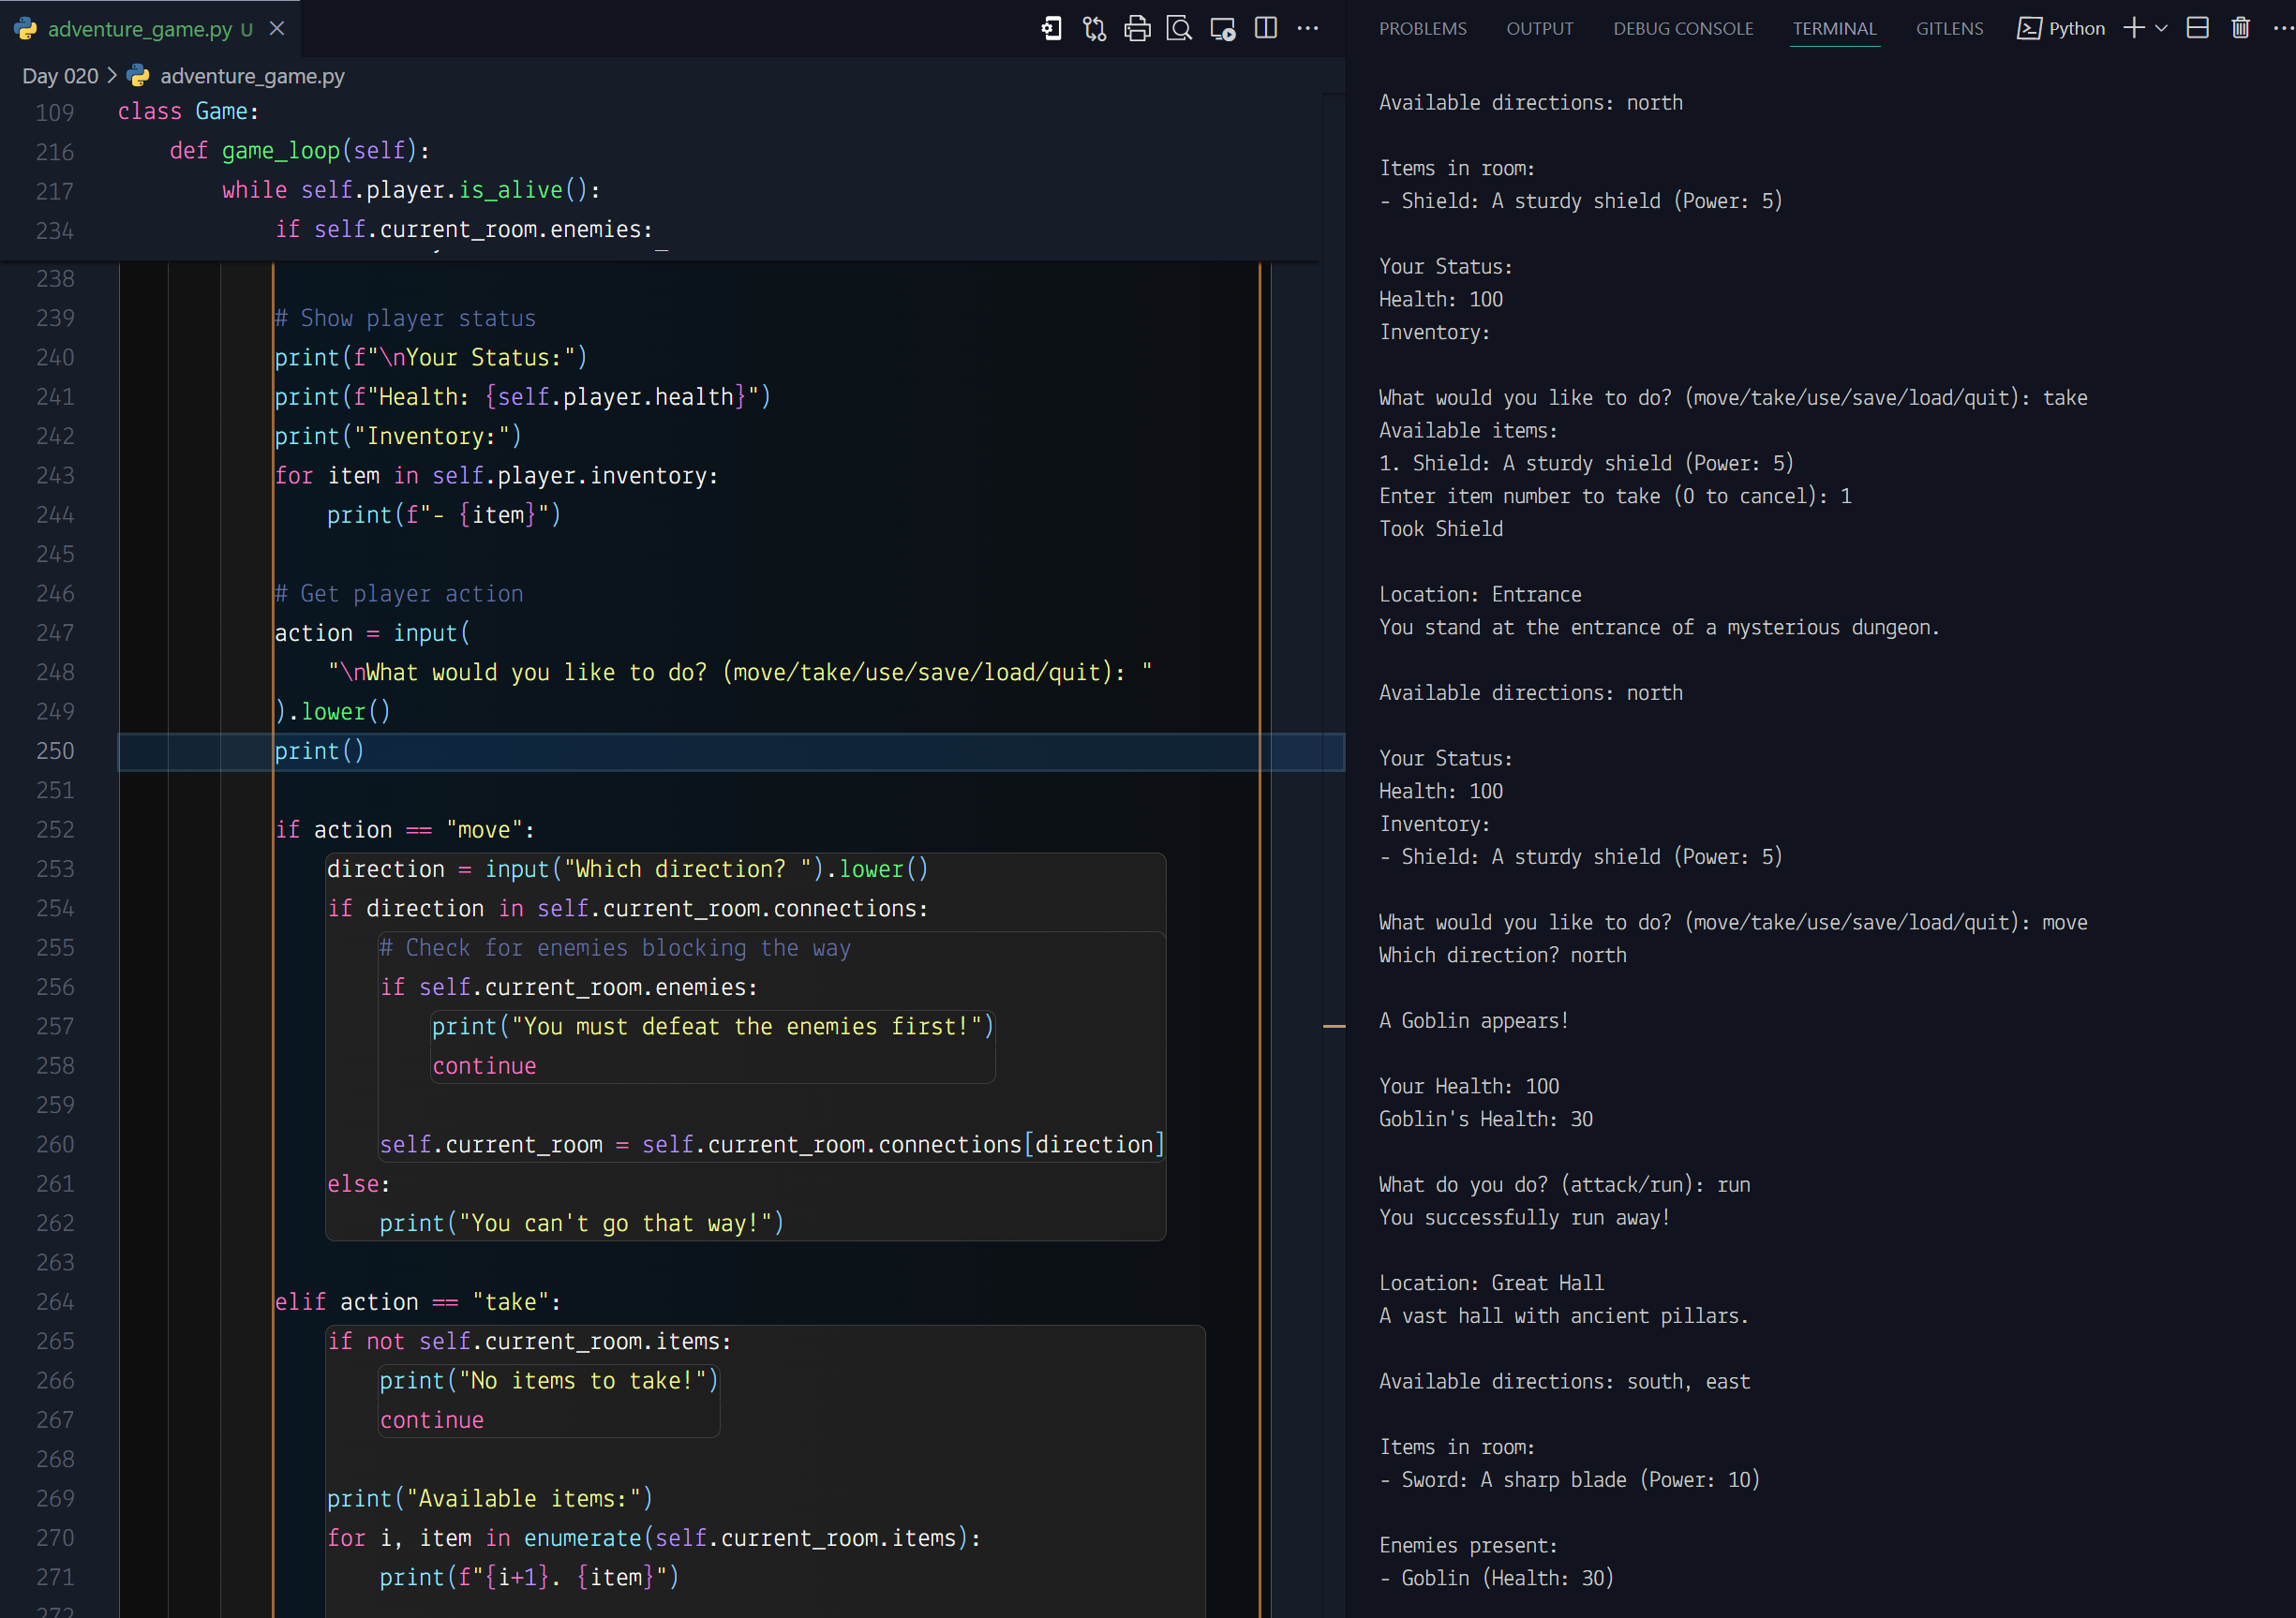 adventure_game.py U
Day 020 > adventure_game.py
109 class Game:
216 def game_loop(self):
217 while self.player.is_alive():
234 if self.current_room.enemies:
238
239 # Show player status
240 print(f"\nYour Status:")
241 print(f"Health: {self.player.health}")
242 print("Inventory:")
243 for item in self.player.inventory:
244 print(f"- {item}")
245
246 # Get player action
247 action = input(
248 "\nWhat would you like to do? (move/take/use/save/load/quit): "
249 ).lower()
250 print()
251
252 if action == "move":
253 direction = input("Which direction? ").lower()
254 if direction in self.current_room.connections:
255 # Check for enemies blocking the way
256 if self.current_room.enemies:
257 print("You must defeat the enemies first!")
258 continue
259
260 self.current_room = self.current_room.connections[direction]
261 else:
262 print("You can't go that way!")
263
264 elif action == "take":
265 if not self.current_room.items:
266 print("No items to take!")
267 continue
268
269 print("Available items:")
270 for i, item in enumerate(self.current_room.items):
271 print(f"{i+1}. {item}")
272
PROBLEMS OUTPUT DEBUG CONSOLE TERMINAL GITLENS Python
Available directions: north
Items in room:
- Shield: A sturdy shield (Power: 5)
Your Status:
Health: 100
Inventory:
What would you like to do? (move/take/use/save/load/quit): take
Available items:
1. Shield: A sturdy shield (Power: 5)
Enter item number to take (0 to cancel): 1
Took Shield
Location: Entrance
You stand at the entrance of a mysterious dungeon.
Available directions: north
Your Status:
Health: 100
Inventory:
- Shield: A sturdy shield (Power: 5)
What would you like to do? (move/take/use/save/load/quit): move
Which direction? north
A Goblin appears!
Your Health: 100
Goblin's Health: 30
What do you do? (attack/run): run
You successfully run away!
Location: Great Hall
A vast hall with ancient pillars.
Available directions: south, east
Items in room:
- Sword: A sharp blade (Power: 10)
Enemies present:
- Goblin (Health: 30)